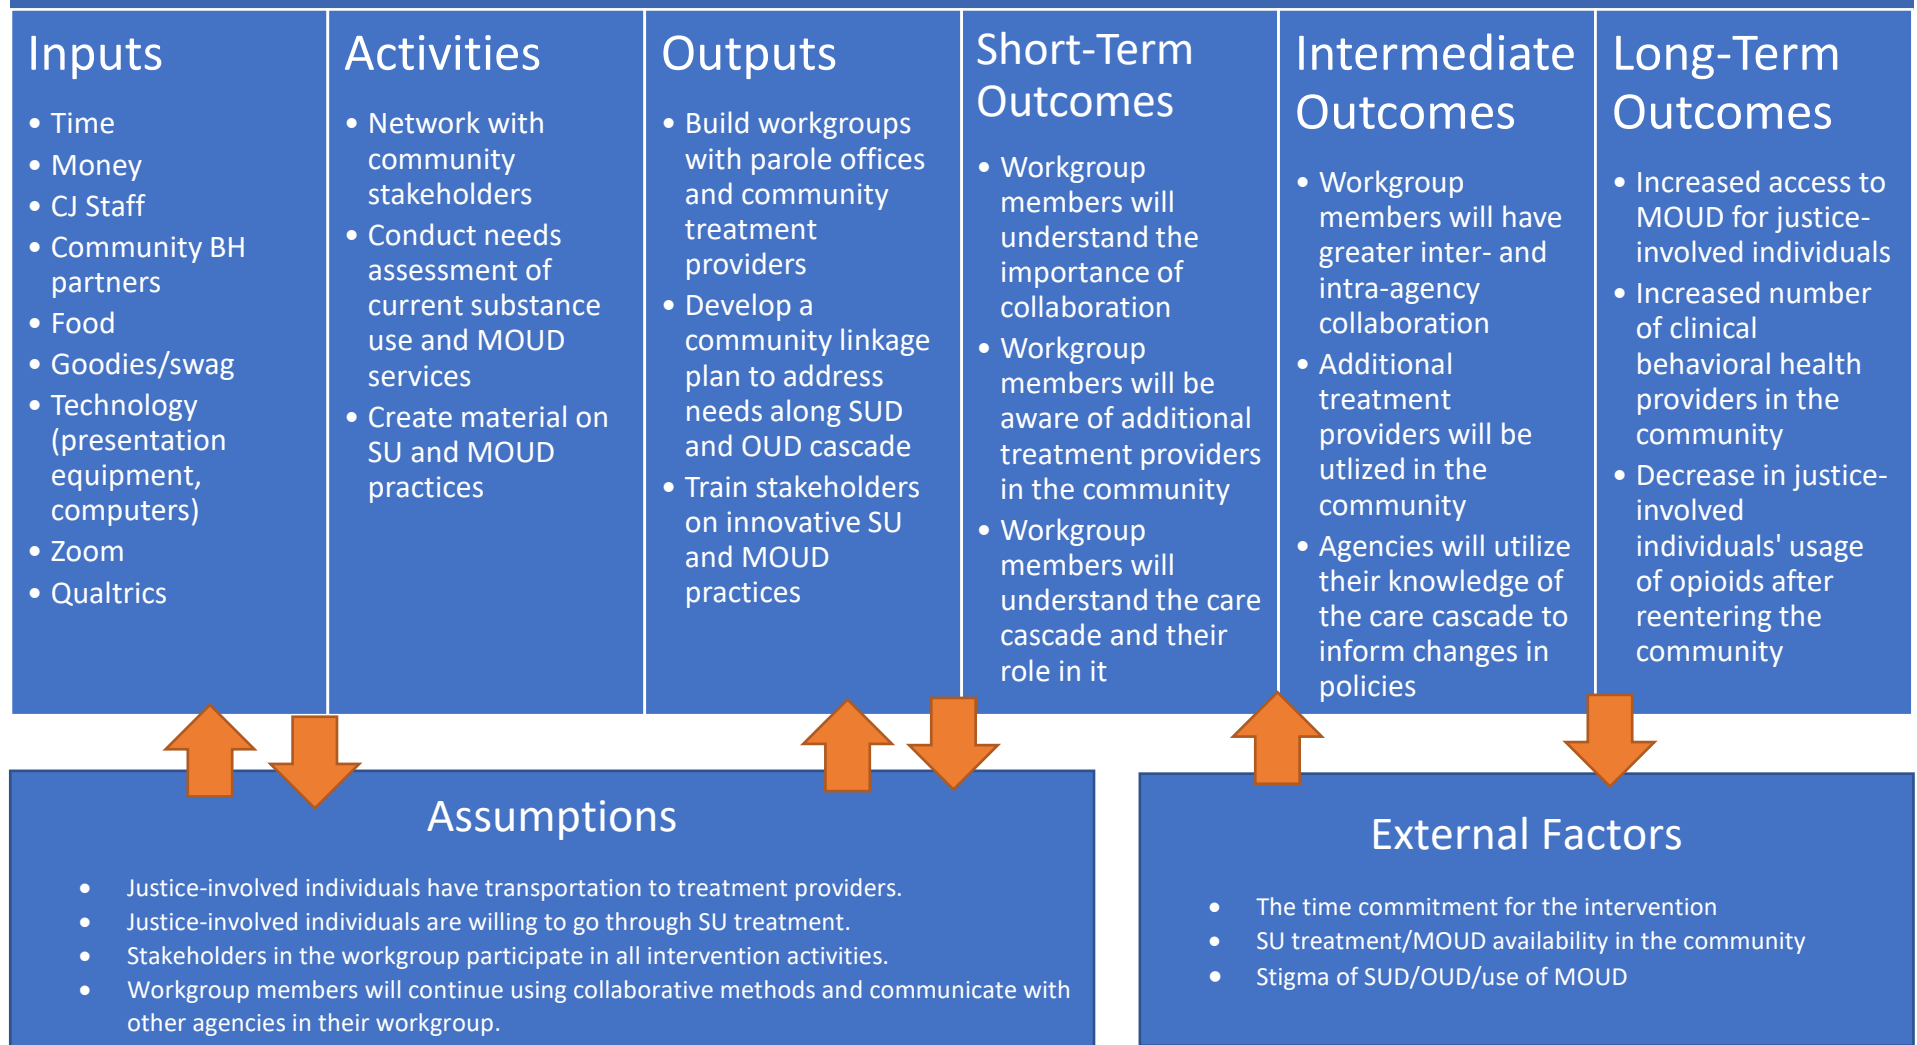 Inputs
• Time
• Money
• CJ Staff
• Community BH
partners
• Food
• Goodies/swag
• Technology
(presentation
equipment,
computers)
• Zoom
• Qualtrics
Activities
• Network with
community
stakeholders
• Conduct needs
assessment of
current substance
use and MOUD
services
• Create material on
SU and MOUD
practices
Outputs
• Build workgroups
with parole offices
and community
treatment
providers
• Develop a
community linkage
plan to address
needs along SUD
and OUD cascade
• Train stakeholders
on innovative SU
and MOUD
practices
Short-Term
Outcomes
• Workgroup
members will
understand the
importance of
collaboration
• Workgroup
members will be
aware of additional
treatment providers
in the community
• Workgroup
members will
understand the care
cascade and their
role in it
Intermediate
Outcomes
• Workgroup
members will have
greater inter- and
intra-agency
collaboration
• Additional
treatment
providers will be
utlized in the
community
• Agencies will utilize
their knowledge of
the care cascade to
inform changes in
policies
Long-Term
Outcomes
• Increased access to
MOUD for justice-
involved individuals
• Increased number
of clinical
behavioral health
providers in the
community
• Decrease in justice-
involved
individuals' usage
of opioids after
reentering the
community
Assumptions
• Justice-involved individuals have transportation to treatment providers.
• Justice-involved individuals are willing to go through SU treatment.
• Stakeholders in the workgroup participate in all intervention activities.
• Workgroup members will continue using collaborative methods and communicate with
other agencies in their workgroup.
External Factors
• The time commitment for the intervention
• SU treatment/MOUD availability in the community
• Stigma of SUD/OUD/use of MOUD